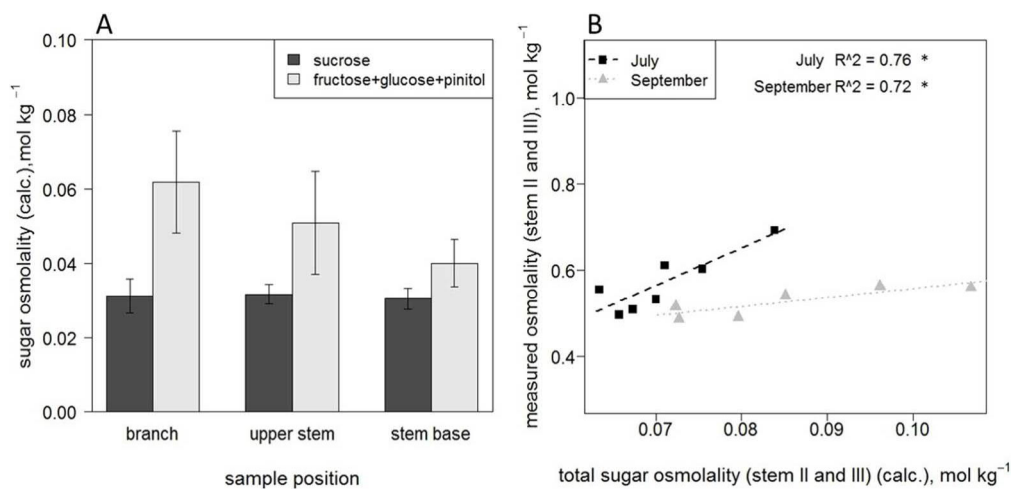 A
sugar osmolality (calc.),mol kg⁻¹
0.10
0.08
0.06
0.04
0.02
0.00
sucrose
fructose+glucose+pinitol
branch
upper stem
stem base
sample position
B
measured osmolality (stem II and III), mol kg⁻¹
1.0
0.8
0.6
0.4
July
September
July R^2 = 0.76 *
September R^2 = 0.72 *
0.07
0.08
0.09
0.10
total sugar osmolality (stem II and III) (calc.), mol kg⁻¹